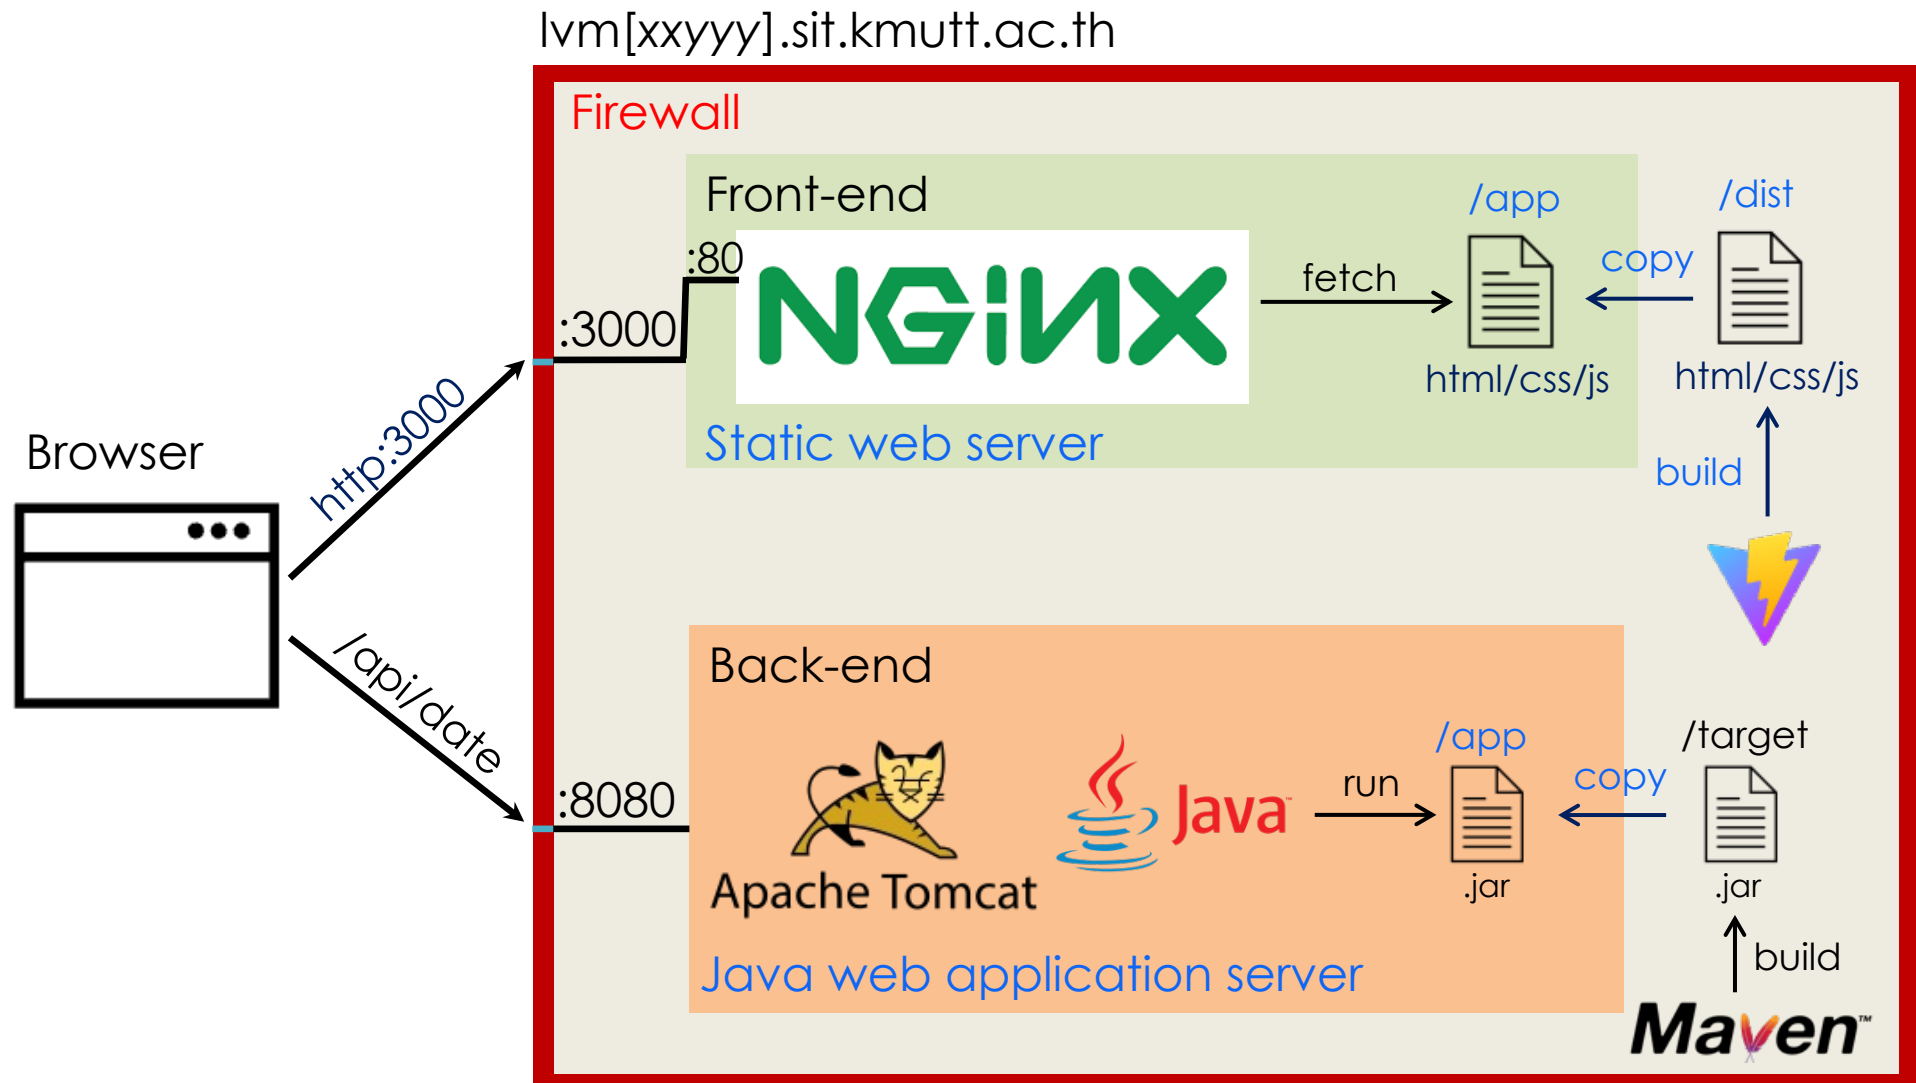 lvm[xxyyy].sit.kmutt.ac.th
Firewall
Front-end
:80
NGiNX
:3000
fetch
/app
html/css/js
copy
/dist
html/css/js
Static web server
build
Browser
http:3000
/api/date
Back-end
:8080
Apache Tomcat
Java™
run
/app
.jar
copy
/target
.jar
Java web application server
build
Maven™